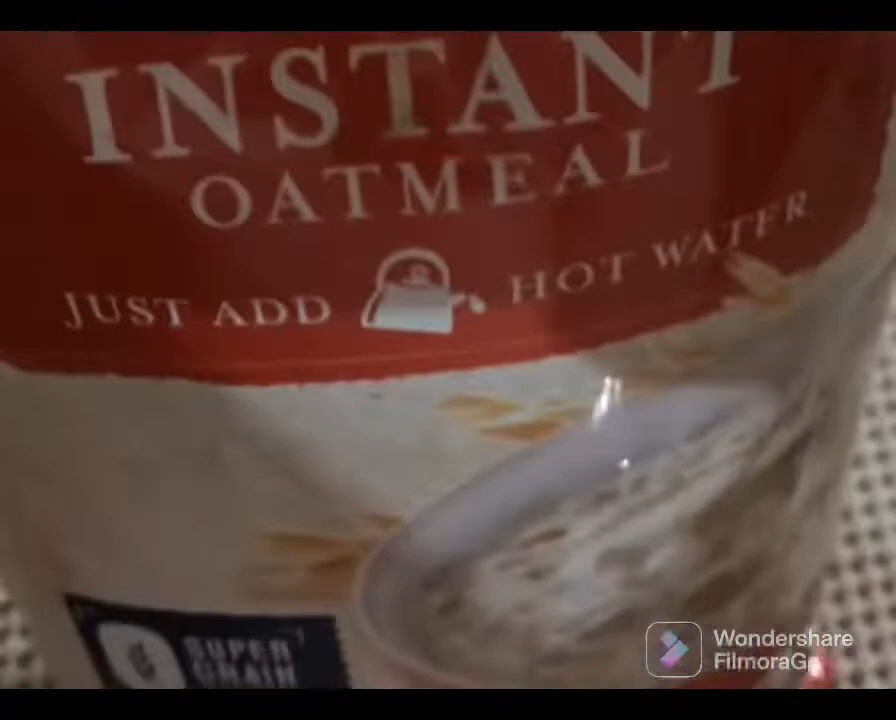 INSTANT
OATMEAL
JUST ADD HOT WATER
SUPER
GRAIN
Wondershare
FilmoraGo